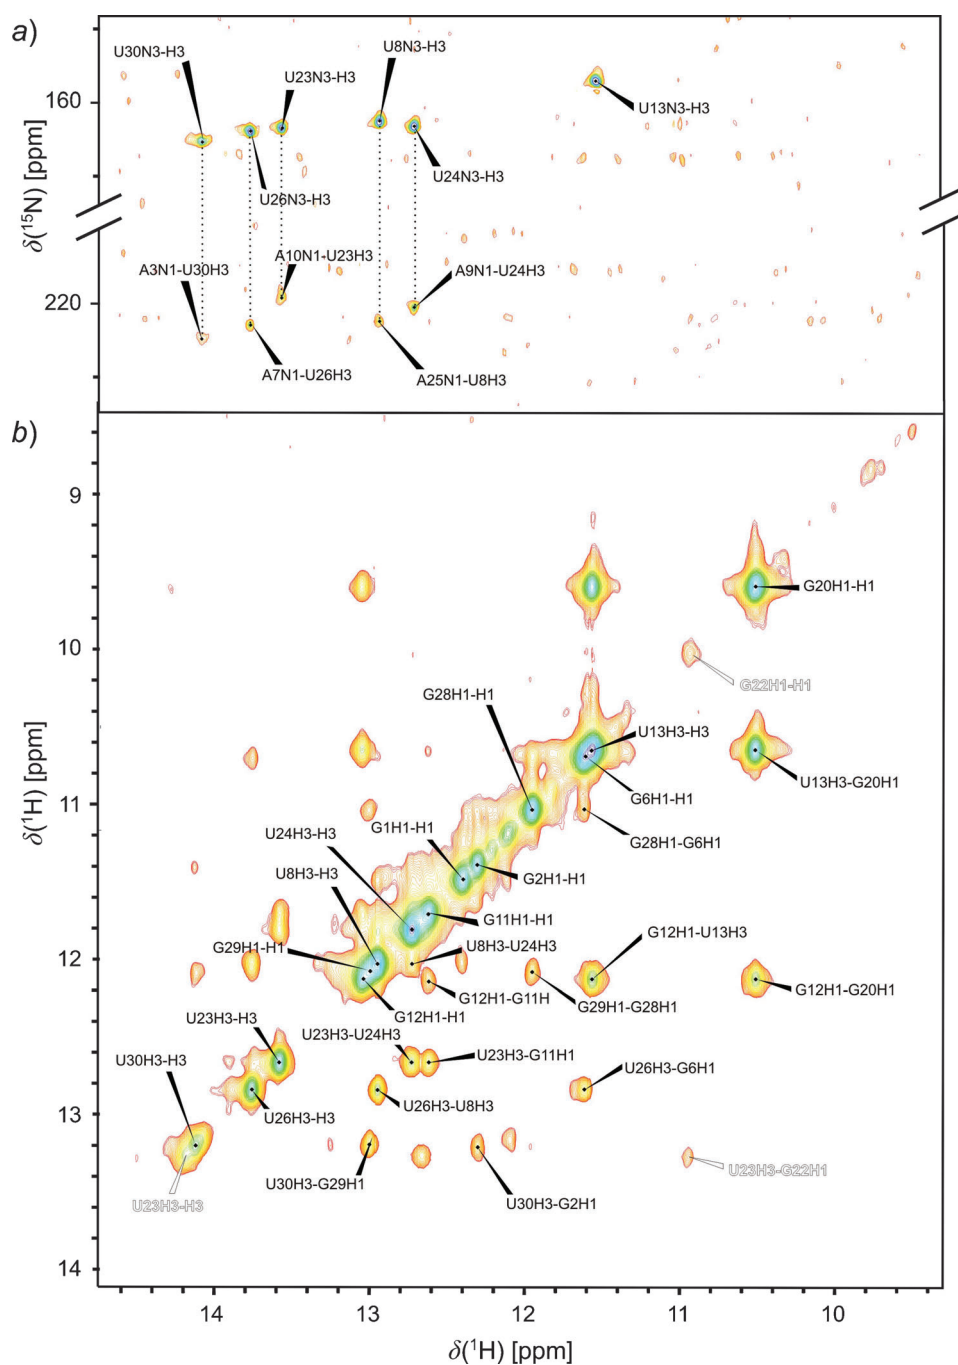 a)
U30N3-H3
U23N3-H3
U8N3-H3
U13N3-H3
160
U26N3-H3
U24N3-H3
δ(¹⁵N) [ppm]
A3N1-U30H3
A10N1-U23H3
A9N1-U24H3
220
A7N1-U26H3
A25N1-U8H3
b)
9
G20H1-H1
10
G22H1-H1
G28H1-H1
U13H3-H3
U13H3-G20H1
G6H1-H1
11
δ(¹H) [ppm]
G1H1-H1
U24H3-H3
G28H1-G6H1
G2H1-H1
U8H3-H3
G11H1-H1
G12H1-U13H3
G29H1-H1
U8H3-U24H3
12
G12H1-G20H1
G12H1-G11H
G29H1-G28H1
G12H1-H1
U23H3-H3
U23H3-U24H3
U23H3-G11H1
U30H3-H3
U26H3-G6H1
U26H3-H3
U26H3-U8H3
13
U23H3-G22H1
U23H3-H3
U30H3-G29H1
U30H3-G2H1
14
14 13 12 11 10
δ(¹H) [ppm]